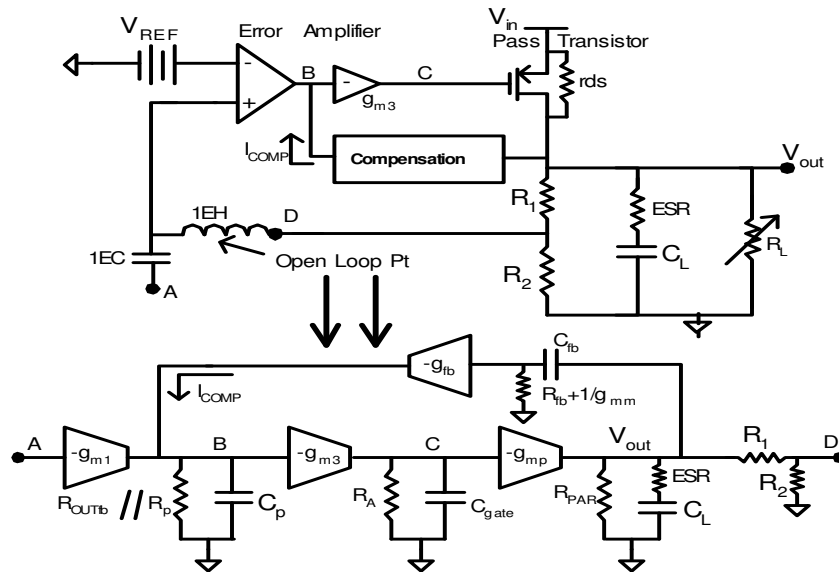 V_REF Error Amplifier V_in
Pass Transistor
- B - C rds
+ g_m3
I_COMP Compensation V_out
1EH D R_1 ESR
1EC Open Loop Pt R_2 C_L R_L
A
-g_fb C_fb
I_COMP R_fb+1/g_mm
A -g_m1 B -g_m3 C -g_mp V_out R_1 D
R_OUTfb // R_p C_p R_A C_gate R_PAR ESR C_L R_2